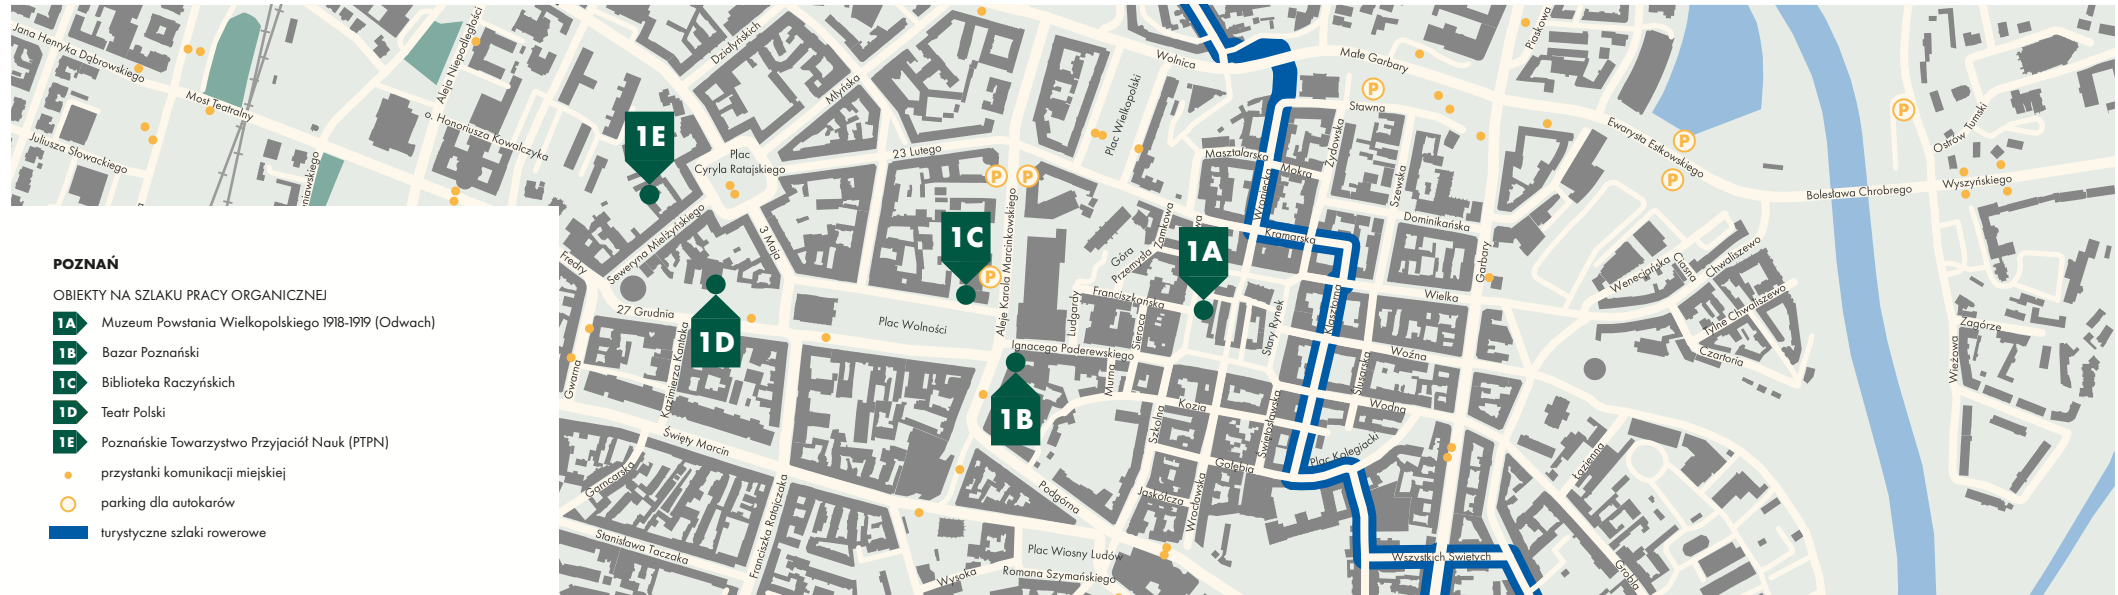 POZNAŃ
OBIEKTY NA SZLAKU PRACY ORGANICZNEJ
1A Muzeum Powstania Wielkopolskiego 1918-1919 (Odwach)
1B Bazar Poznański
1C Biblioteka Raczyńskich
1D Teatr Polski
1E Poznańskie Towarzystwo Przyjaciół Nauk (PTPN)
przystanki komunikacji miejskiej
parking dla autokarów
turystyczne szlaki rowerowe
Jana Henryka Dąbrowskiego
Most Teatralny
Juliusza Słowackiego
Aleja Niepodległości
o. Honoriusza Kowalczyka
Działyńskich
Młyńska
1E
Plac
Cyryla Ratajskiego
23 Lutego
Seweryna Mielżyńskiego
3 Maja
Fredry
27 Grudnia
1D
1C
Plac Wolności
P
P
P
Aleje Karola Marcinkowskiego
Gwarna
Kazimierza Kantaka
Święty Marcin
Garncarska
Stanisława Taczaka
Franciszka Ratajczaka
1B
Ignacego Paderewskiego
Ludgardy
Franciszkańska
Sieroca
Murna
Góra
Przemysła
Zamkowa
1A
Wolnica
Plac Wielkopolski
Małe Garbary
P
Stawna
Masztalarska
Mokra
Żydowska
Wroniecka
Kramarska
Szewska
Dominikańska
Garbary
Wielka
Stary Rynek
Klasztorna
Woźna
Ślusarska
Wodna
Kozia
Szkolna
Świętosławska
Gołębia
Plac Kolegiacki
Jaskółcza
Wrocławska
Podgórna
Plac Wiosny Ludów
Romana Szymańskiego
Wysoka
Wszystkich Świętych
Łazienna
Grobla
Piaskowa
Ewarysta Estkowskiego
P
P
P
Ostrów Tumski
Bolesława Chrobrego
Wyszyńskiego
Wenecjańska
Ciasna
Chwaliszewo
Tylne Chwaliszewo
Czartoria
Zagórze
Wieżowa